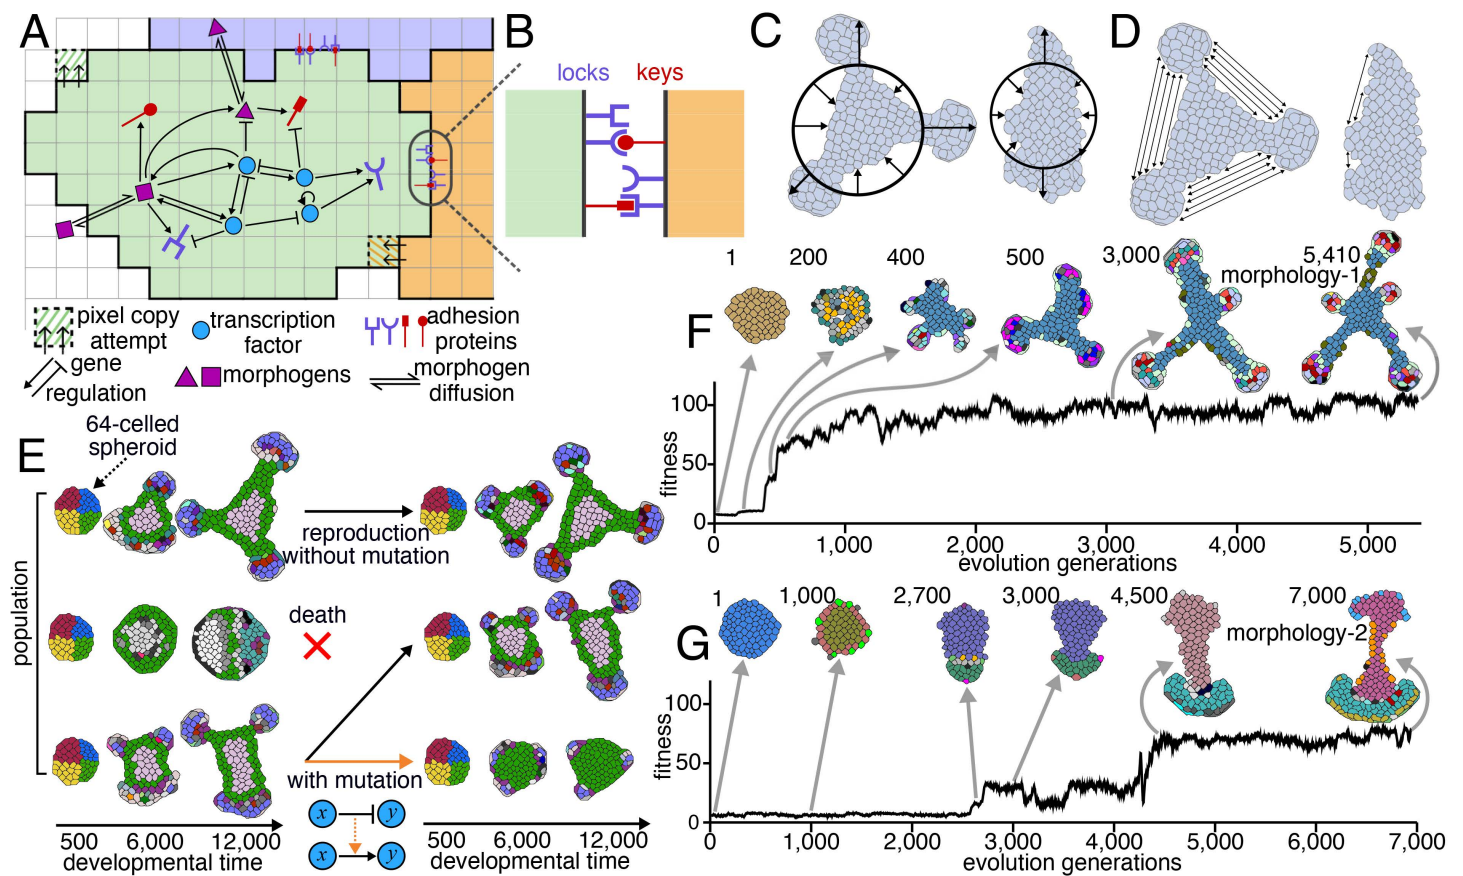 A
B
locks
keys
C
D
pixel copy
attempt
transcription
factor
adhesion
proteins
gene
regulation
morphogens
morphogen
diffusion
E
64-celled
spheroid
population
reproduction
without mutation
death
with mutation
x
y
x
y
500
6,000
12,000
developmental time
500
6,000
12,000
developmental time
F
1
200
400
500
3,000
5,410
morphology-1
fitness
100
50
0
0
1,000
2,000
3,000
4,000
5,000
evolution generations
G
1
1,000
2,700
3,000
4,500
7,000
morphology-2
fitness
100
50
0
0
1,000
2,000
3,000
4,000
5,000
6,000
7,000
evolution generations